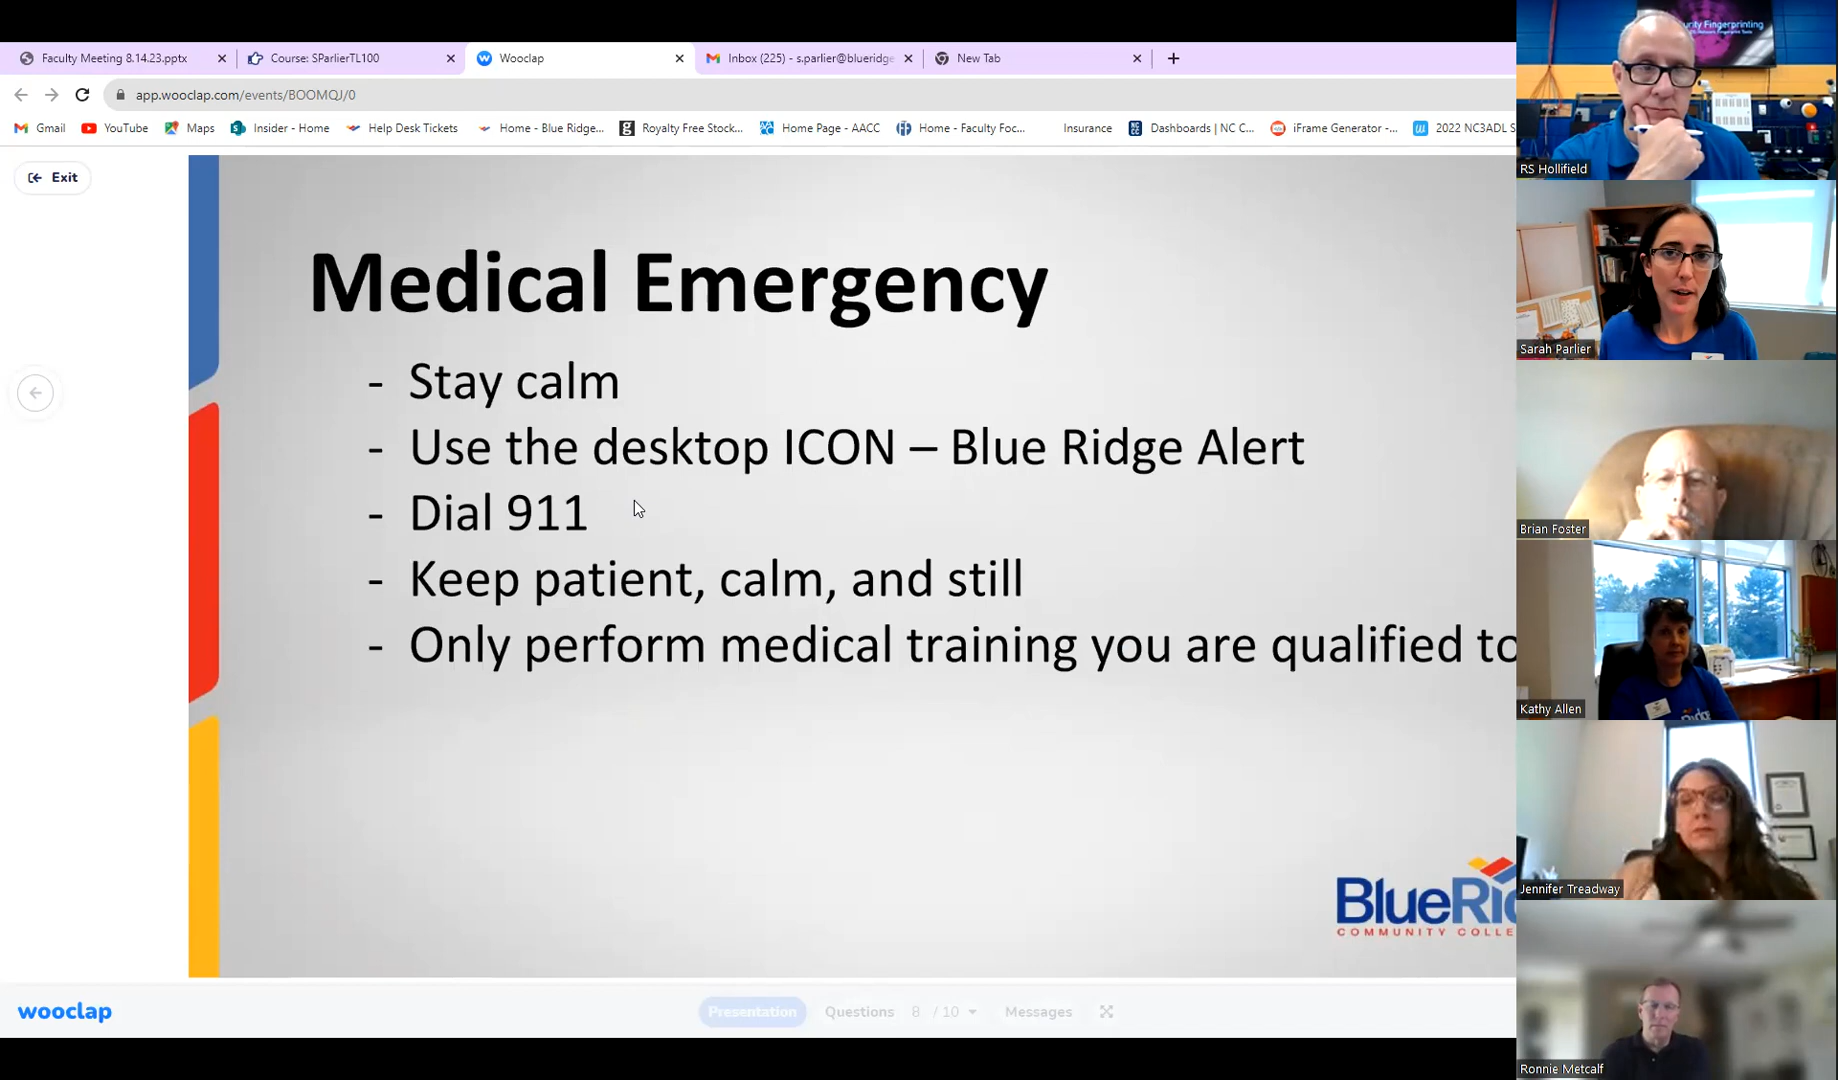 Faculty Meeting 8.14.23.pptx
Course: SParlierTL100
Wooclap
Inbox (225) - s.parlier@blueridge
New Tab
app.wooclap.com/events/BOOMQJ/0
Gmail
YouTube
Maps
Insider - Home
Help Desk Tickets
Home - Blue Ridge...
Royalty Free Stock...
Home Page - AACC
Home - Faculty Foc...
Insurance
Dashboards | NC C...
iFrame Generator -...
2022 NC3ADL S
Exit
Medical Emergency
- Stay calm
- Use the desktop ICON – Blue Ridge Alert
- Dial 911
- Keep patient, calm, and still
- Only perform medical training you are qualified to
BlueRid
COMMUNITY COLLE
wooclap
Presentation
Questions 8 / 10
Messages
Fingerprinting
RS Hollifield
Sarah Parlier
Brian Foster
Kathy Allen
Jennifer Treadway
Ronnie Metcalf